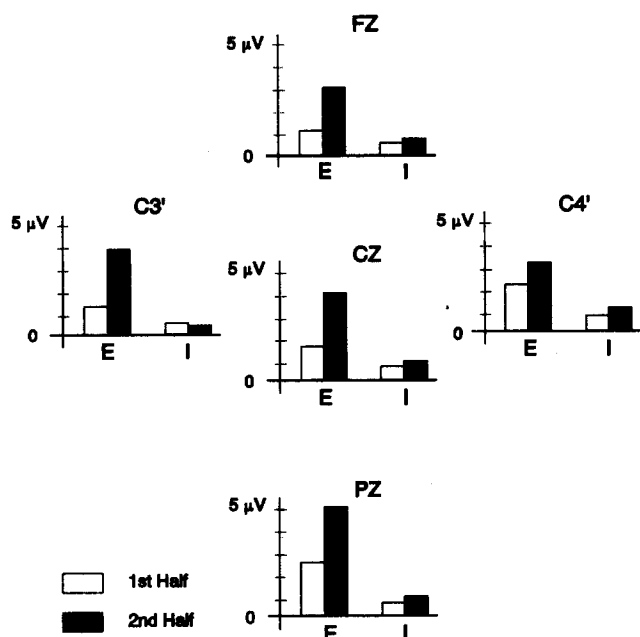 FZ
5 µV
0
E I
C3'
5 µV
0
E I
CZ
5 µV
0
E I
C4'
5 µV
0
E I
PZ
5 µV
0
E I
1st Half
2nd Half